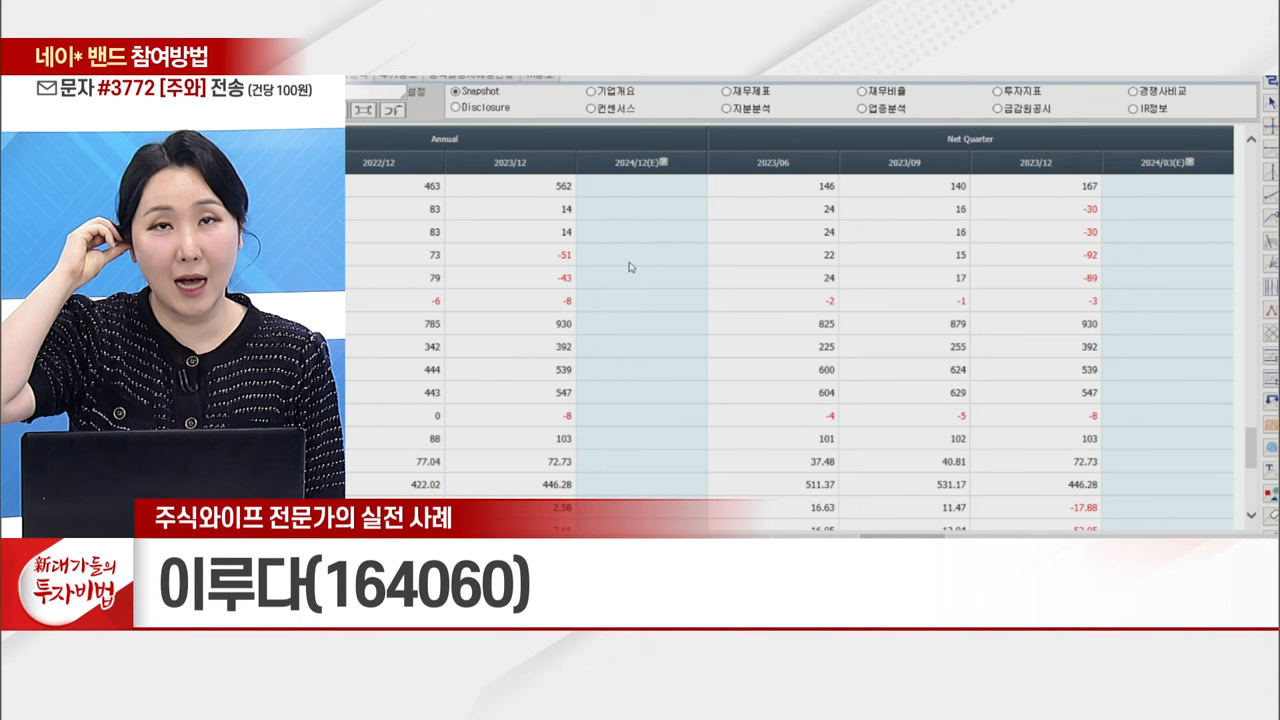 네이* 밴드 참여방법
문자 #3772 [주와] 전송 (건당 100원)
설정
Snapshot 기업개요 재무제표 재무비율 투자지표 경쟁사비교
Disclosure 컨센서스 지분분석 업종분석 금감원공시 IR정보
Annual Net Quarter
2022/12 2023/12 2024/12(E) 2023/06 2023/09 2023/12 2024/03(E)
463 562 146 140 167
83 14 24 16 -30
83 14 24 16 -30
73 -51 22 15 -92
79 -43 24 17 -89
-6 -8 -2 -1 -3
785 930 825 879 930
342 392 225 255 392
444 539 600 624 539
443 547 604 629 547
0 -8 -4 -5 -8
88 103 101 102 103
77.04 72.73 37.48 40.81 72.73
422.02 446.28 511.37 531.17 446.28
2.58 16.63 11.47 -17.88
주식와이프 전문가의 실전 사례
新대가들의
투자비법
이루다(164060)